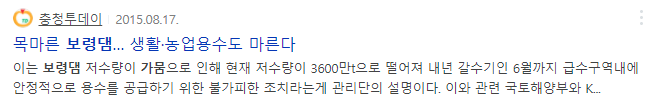 충청투데이 2015.08.17.
목마른 보령댐... 생활·농업용수도 마른다
이는 보령댐 저수량이 가뭄으로 인해 현재 저수량이 3600만t으로 떨어져 내년 갈수기인 6월까지 급수구역내에
안정적으로 용수를 공급하기 위한 불가피한 조치라는게 관리단의 설명이다. 이와 관련 국토해양부와 K...